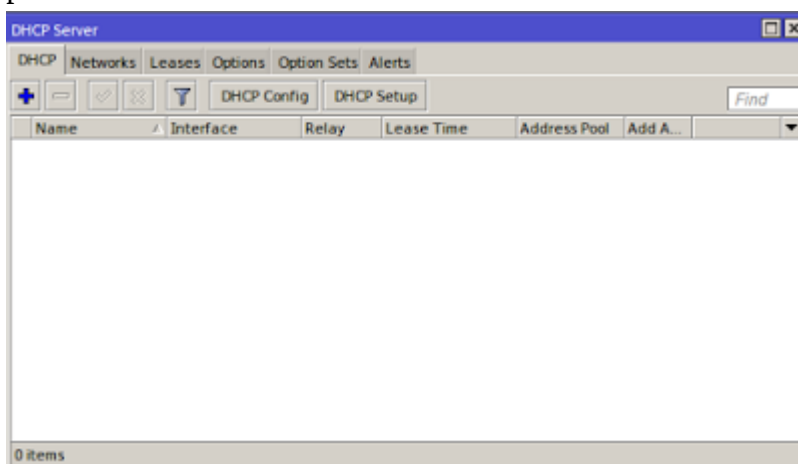 DHCP Server
DHCP Networks Leases Options Option Sets Alerts
DHCP Config DHCP Setup Find
Name Interface Relay Lease Time Address Pool Add A...
0 items